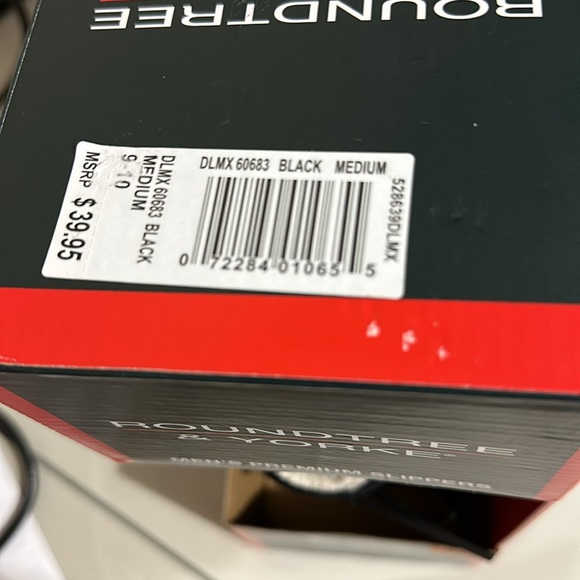 ROUNDTREE
DLMX 60683 BLACK MEDIUM
0 72284 01065 5
528639DLMX
DLMX 60683 BLACK
MEDIUM
9-10
MSRP $39.95
ROUNDTREE
& YORKE
MEN'S PREMIUM SLIPPERS